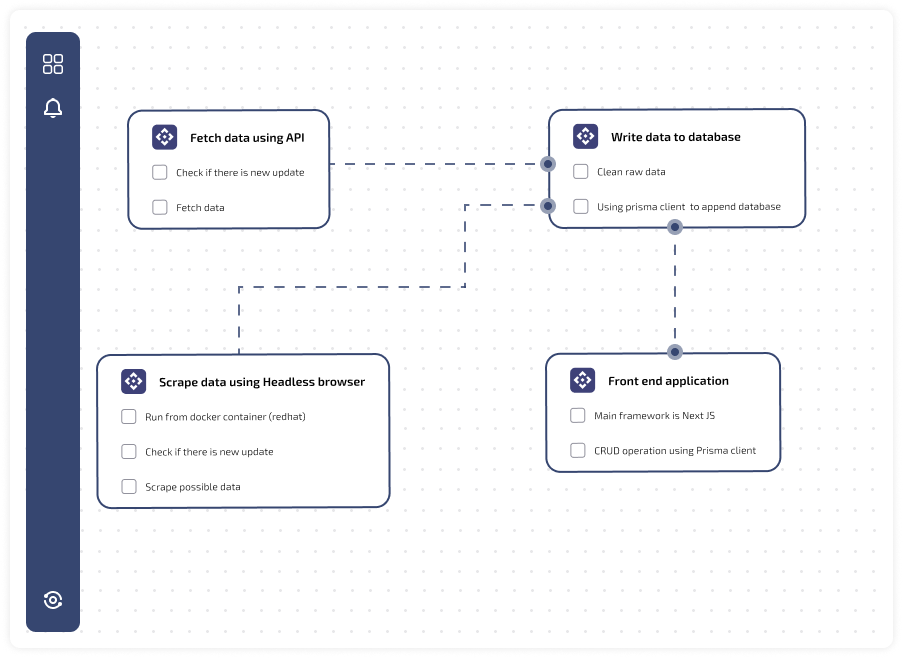 Fetch data using API
Check if there is new update
Fetch data
Write data to database
Clean raw data
Using prisma client to append database
Scrape data using Headless browser
Run from docker container (redhat)
Check if there is new update
Scrape possible data
Front end application
Main framework is Next JS
CRUD operation using Prisma client